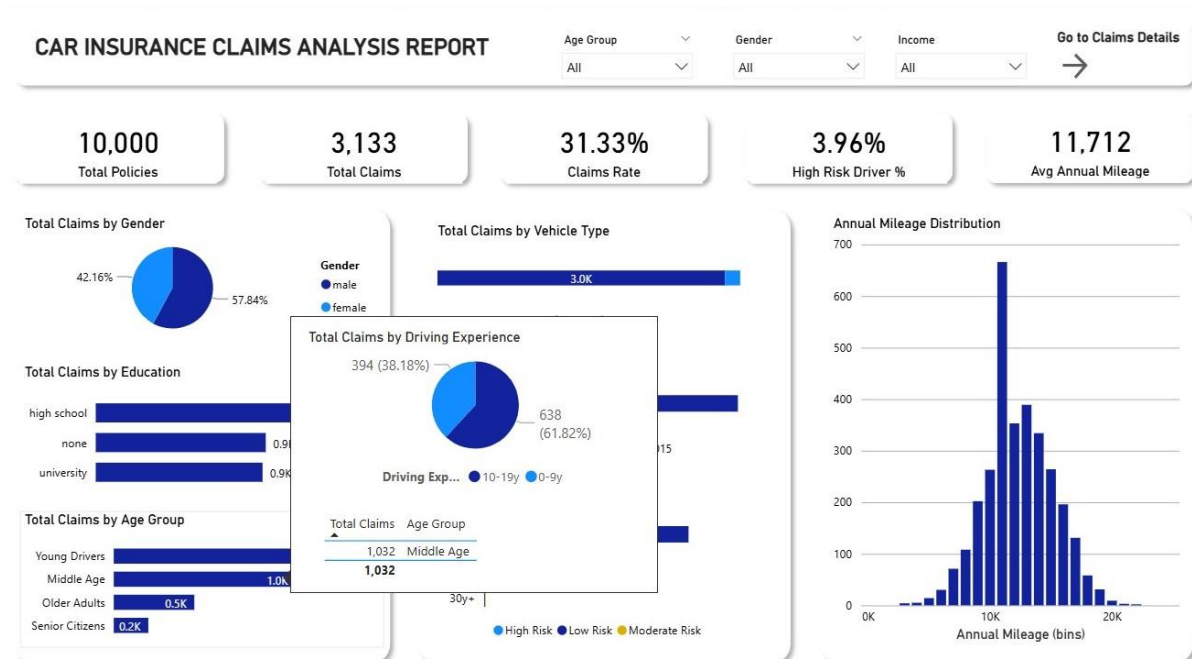 CAR INSURANCE CLAIMS ANALYSIS REPORT
Age Group
All
Gender
All
Income
All
Go to Claims Details
10,000
Total Policies
3,133
Total Claims
31.33%
Claims Rate
3.96%
High Risk Driver %
11,712
Avg Annual Mileage
Total Claims by Gender
42.16%
57.84%
Gender
male
female
Total Claims by Education
high school
none
0.9
university
0.9K
Total Claims by Age Group
Young Drivers
Middle Age
1.0K
Older Adults
0.5K
Senior Citizens
0.2K
Total Claims by Vehicle Type
3.0K
Total Claims by Driving Experience
394 (38.18%)
638
(61.82%)
Driving Exp...
10-19y
0-9y
Total Claims Age Group
1,032 Middle Age
1,032
015
30y+
High Risk
Low Risk
Moderate Risk
Annual Mileage Distribution
700
600
500
400
300
200
100
0
0K
10K
20K
Annual Mileage (bins)